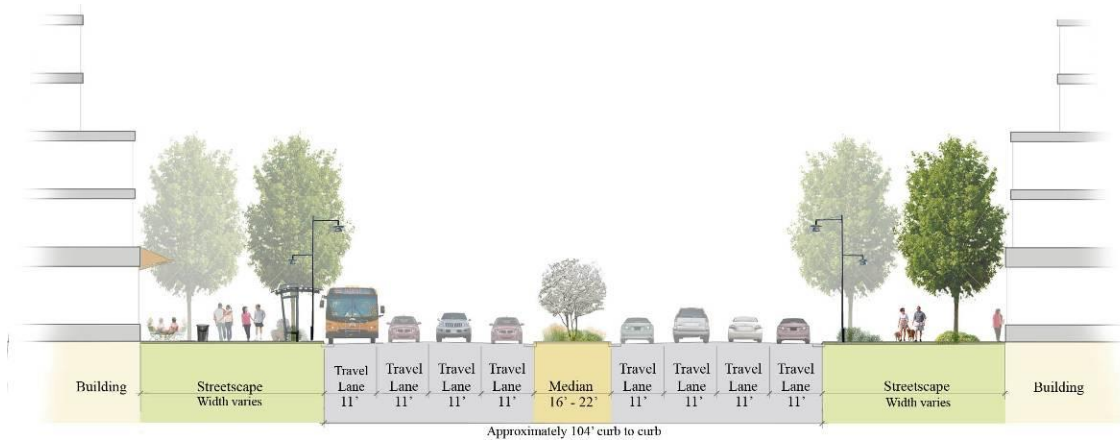 Building
Streetscape
Width varies
Travel
Lane
11'
Travel
Lane
11'
Travel
Lane
11'
Travel
Lane
11'
Median
16' - 22'
Travel
Lane
11'
Travel
Lane
11'
Travel
Lane
11'
Travel
Lane
11'
Streetscape
Width varies
Building
Approximately 104' curb to curb